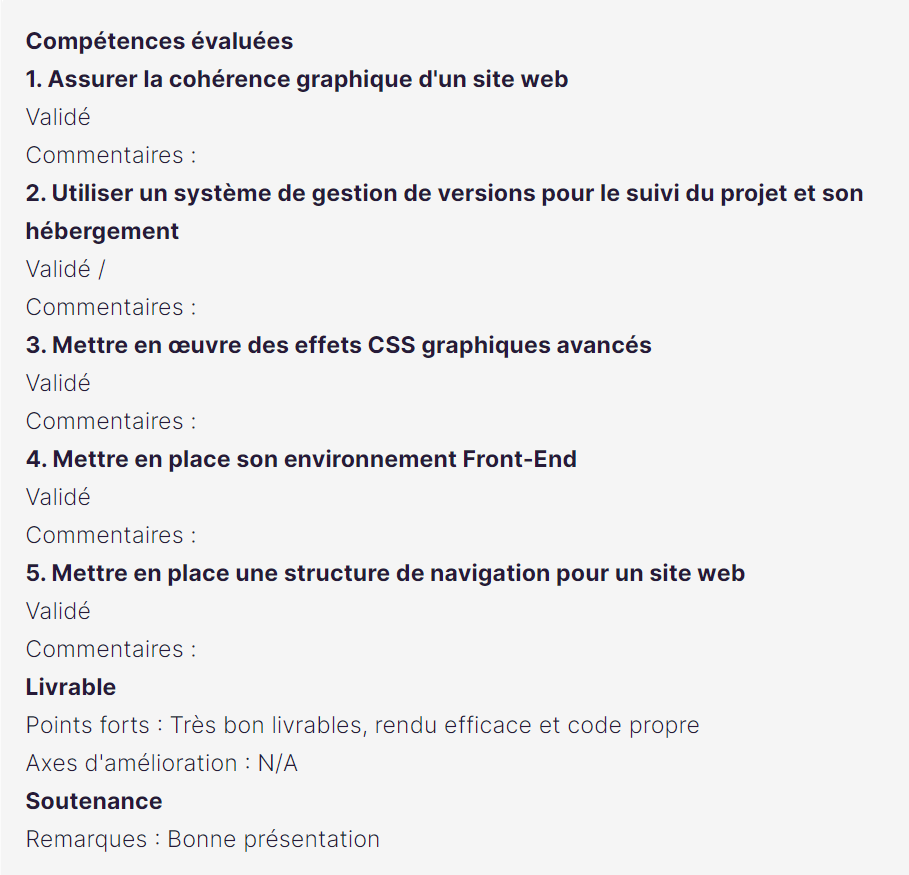 Compétences évaluées
1. Assurer la cohérence graphique d'un site web
Validé
Commentaires :
2. Utiliser un système de gestion de versions pour le suivi du projet et son
hébergement
Validé /
Commentaires :
3. Mettre en œuvre des effets CSS graphiques avancés
Validé
Commentaires :
4. Mettre en place son environnement Front-End
Validé
Commentaires :
5. Mettre en place une structure de navigation pour un site web
Validé
Commentaires :
Livrable
Points forts : Très bon livrables, rendu efficace et code propre
Axes d'amélioration : N/A
Soutenance
Remarques : Bonne présentation